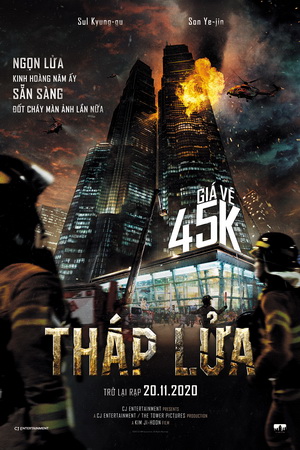 Sul Kyung-gu
Son Ye-jin
NGỌN LỬA
KINH HOÀNG NĂM ẤY
SẴN SÀNG
ĐỐT CHÁY MÀN ẢNH LẦN NỮA
GIÁ VÉ
45K
THÁP LỬA
TRỞ LẠI RẠP 20.11.2020
CJ ENTERTAINMENT PRESENTS
A CJ ENTERTAINMENT / THE TOWER PICTURES PRODUCTION
A KIM JI-HOON FILM
CJ ENTERTAINMENT